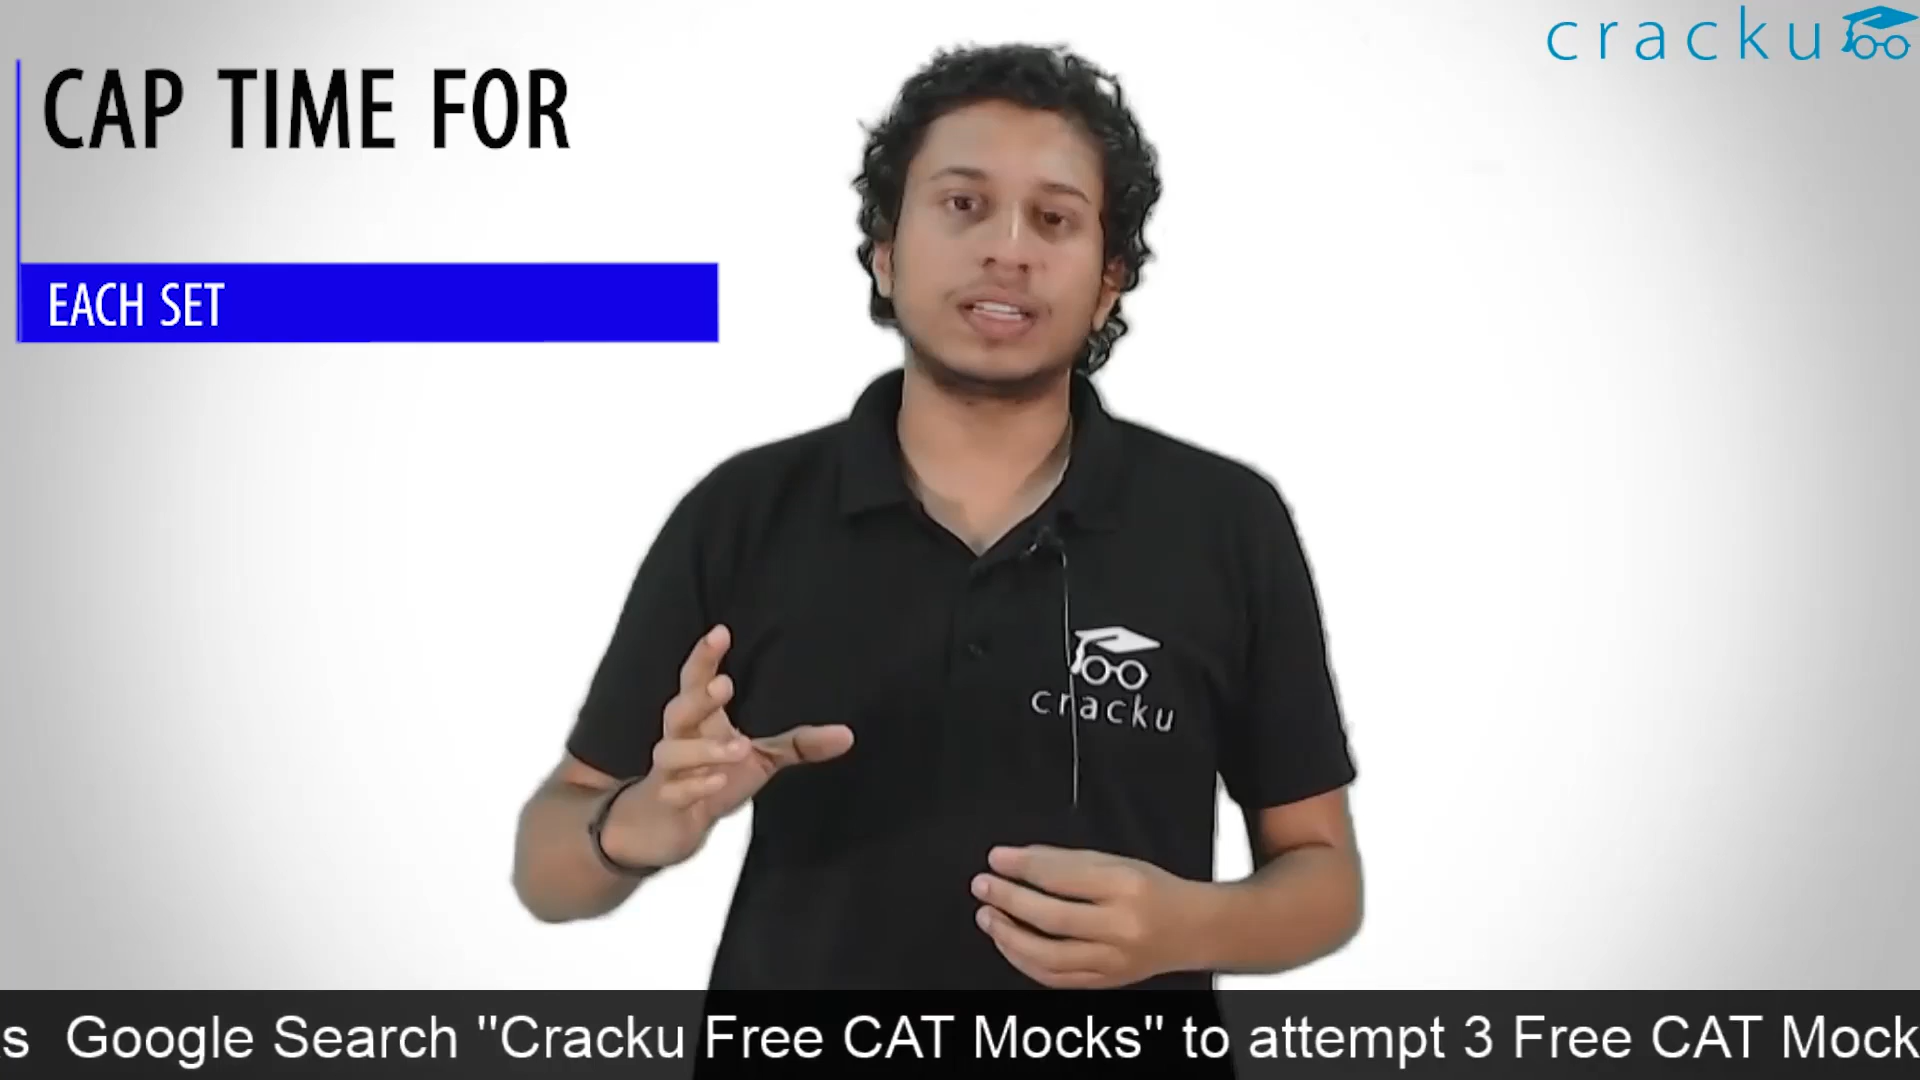 cracku
CAP TIME FOR
EACH SET
cracku
s Google Search "Cracku Free CAT Mocks" to attempt 3 Free CAT Mock